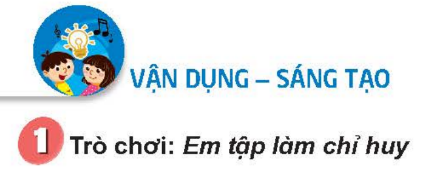 VẬN DỤNG – SÁNG TẠO
1 Trò chơi: Em tập làm chỉ huy